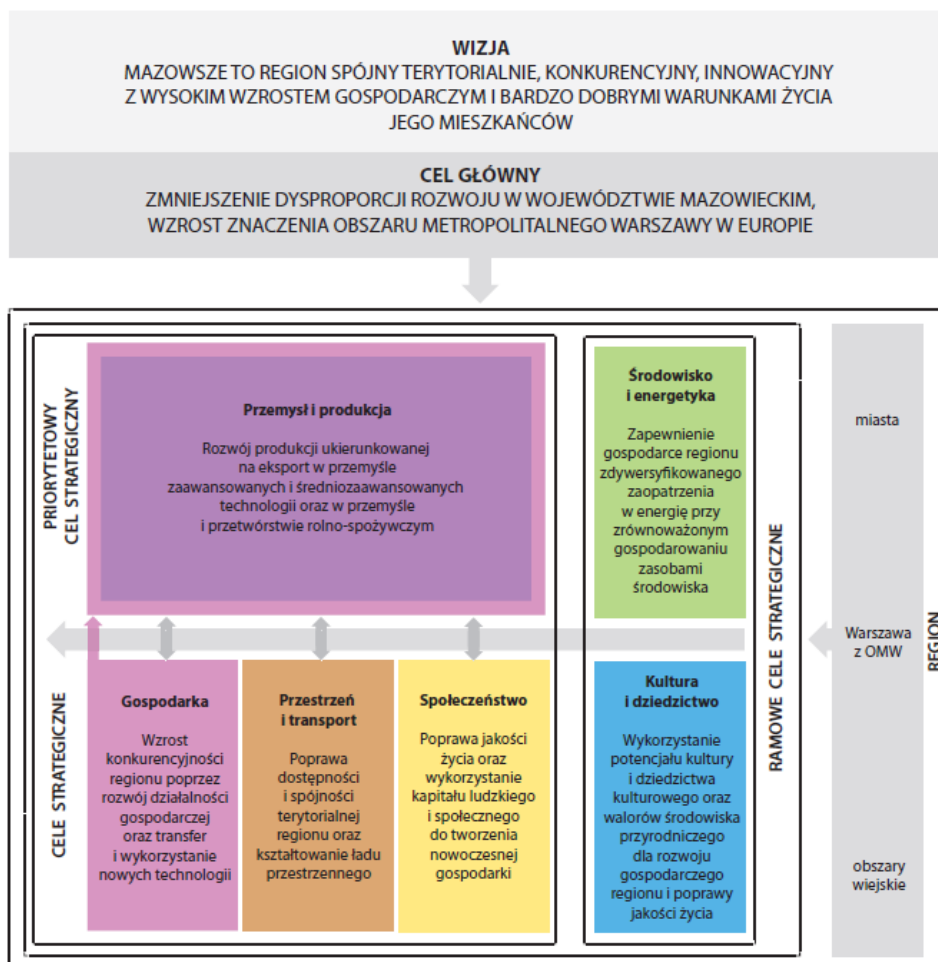 WIZJA
MAZOWSZE TO REGION SPÓJNY TERYTORIALNIE, KONKURENCYJNY, INNOWACYJNY
Z WYSOKIM WZROSTEM GOSPODARCZYM I BARDZO DOBRYMI WARUNKAMI ŻYCIA
JEGO MIESZKAŃCÓW
CEL GŁÓWNY
ZMNIEJSZENIE DYSPROPORCJI ROZWOJU W WOJEWÓDZTWIE MAZOWIECKIM,
WZROST ZNACZENIA OBSZARU METROPOLITALNEGO WARSZAWY W EUROPIE
PRIORYTETOWY
CEL STRATEGICZNY
Przemysł i produkcja
Rozwój produkcji ukierunkowanej
na eksport w przemyśle
zaawansowanych i średniozaawansowanych
technologii oraz w przemyśle
i przetwórstwie rolno-spożywczym
Środowisko
i energetyka
Zapewnienie
gospodarce regionu
zdywersyfikowanego
zaopatrzenia
w energię przy
zrównoważonym
gospodarowaniu
zasobami
środowiska
CELE STRATEGICZNE
Gospodarka
Wzrost
konkurencyjności
regionu poprzez
rozwój działalności
gospodarczej
oraz transfer
i wykorzystanie
nowych technologii
Przestrzeń
i transport
Poprawa
dostępności
i spójności
terytorialnej
regionu oraz
kształtowanie ładu
przestrzennego
Społeczeństwo
Poprawa jakości
życia oraz
wykorzystanie
kapitału ludzkiego
i społecznego
do tworzenia
nowoczesnej
gospodarki
Kultura
i dziedzictwo
Wykorzystanie
potencjału kultury
i dziedzictwa
kulturowego oraz
walorów środowiska
przyrodniczego
dla rozwoju
gospodarczego
regionu i poprawy
jakości życia
RAMOWE CELE STRATEGICZNE
miasta
Warszawa
z OMW
obszary
wiejskie
REGION